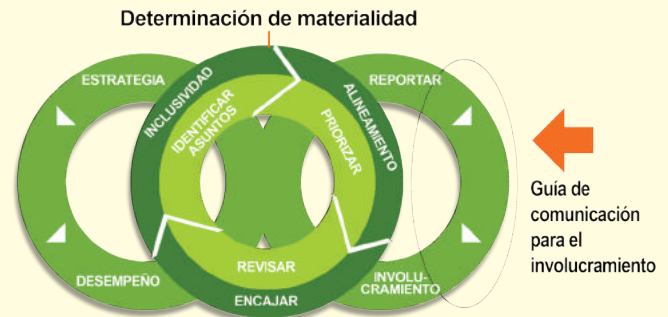 Determinación de materialidad
ESTRATEGIA
INCLUSIVIDAD
IDENTIFICAR
ASUNTOS
PRIORIZAR
ALINEAMIENTO
REPORTAR
Guía de
comunicación
para el
involucramiento
DESEMPEÑO
REVISAR
ENCAJAR
INVOLU-
CRAMIENTO